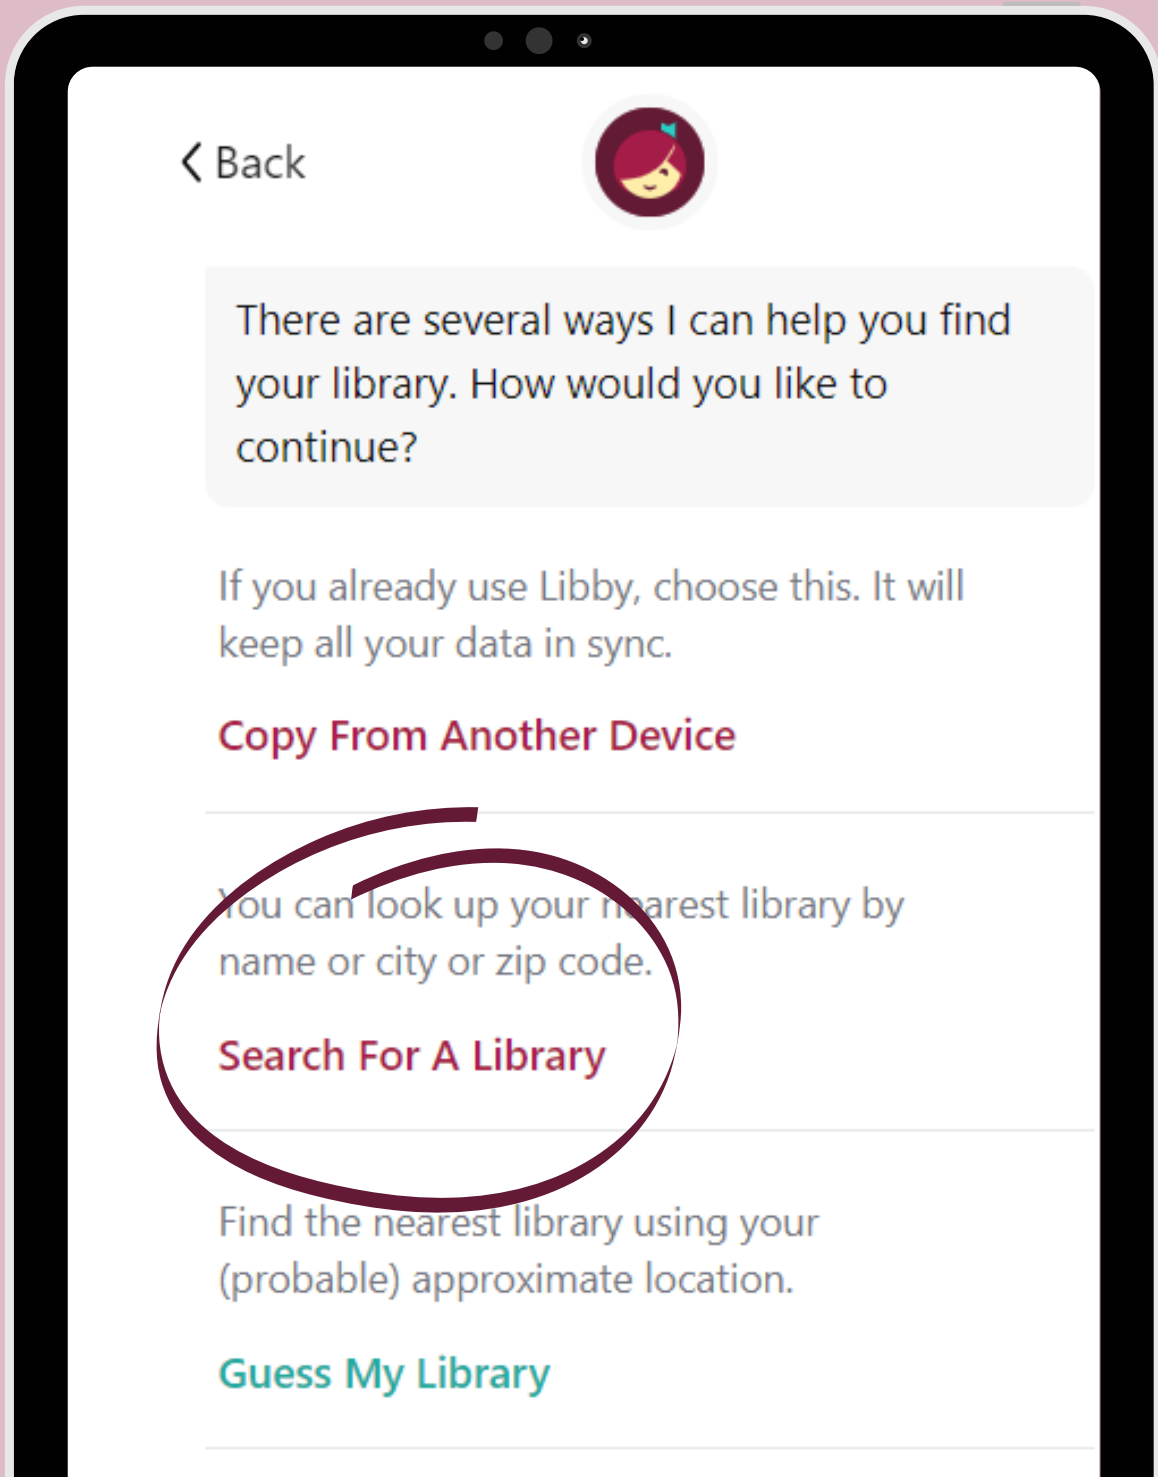 Back
There are several ways I can help you find
your library. How would you like to
continue?
If you already use Libby, choose this. It will
keep all your data in sync.
Copy From Another Device
You can look up your nearest library by
name or city or zip code.
Search For A Library
Find the nearest library using your
(probable) approximate location.
Guess My Library